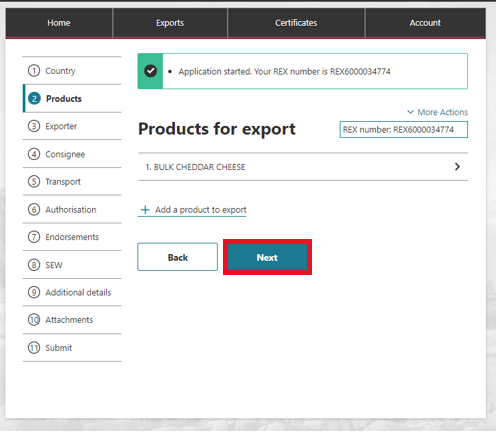 Home Exports Certificates Account
1 Country
2 Products
3 Exporter
4 Consignee
5 Transport
6 Authorisation
7 Endorsements
8 SEW
9 Additional details
10 Attachments
11 Submit
• Application started. Your REX number is REX6000034774
More Actions
Products for export
REX number: REX6000034774
1. BULK CHEDDAR CHEESE
+ Add a product to export
Back Next